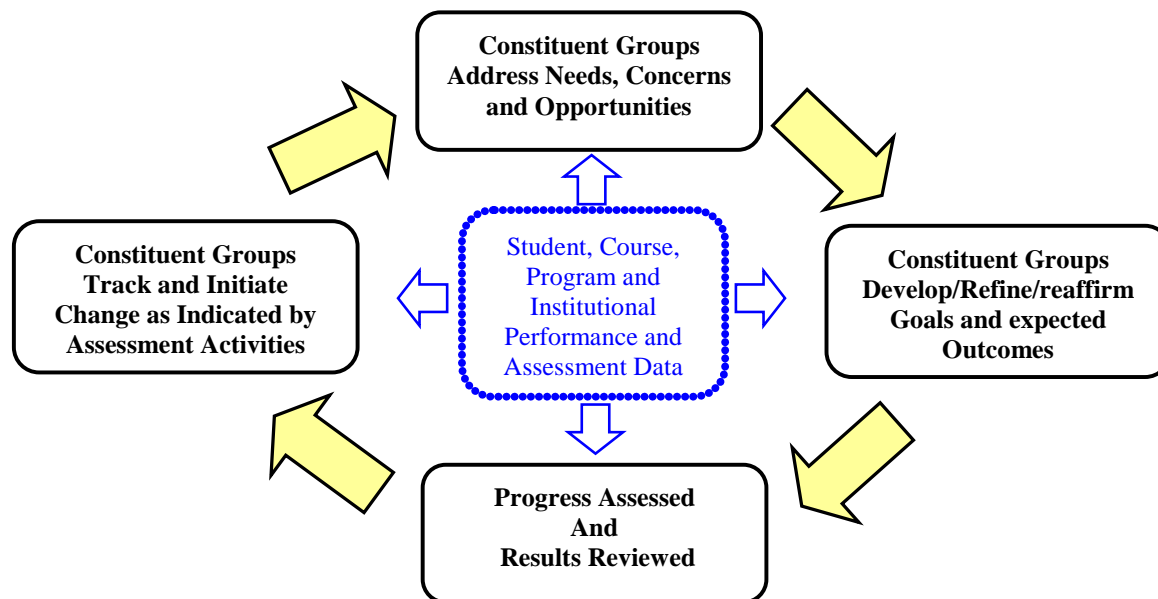 Constituent Groups
Address Needs, Concerns
and Opportunities
Constituent Groups
Track and Initiate
Change as Indicated by
Assessment Activities
Student, Course,
Program and
Institutional
Performance and
Assessment Data
Constituent Groups
Develop/Refine/reaffirm
Goals and expected
Outcomes
Progress Assessed
And
Results Reviewed